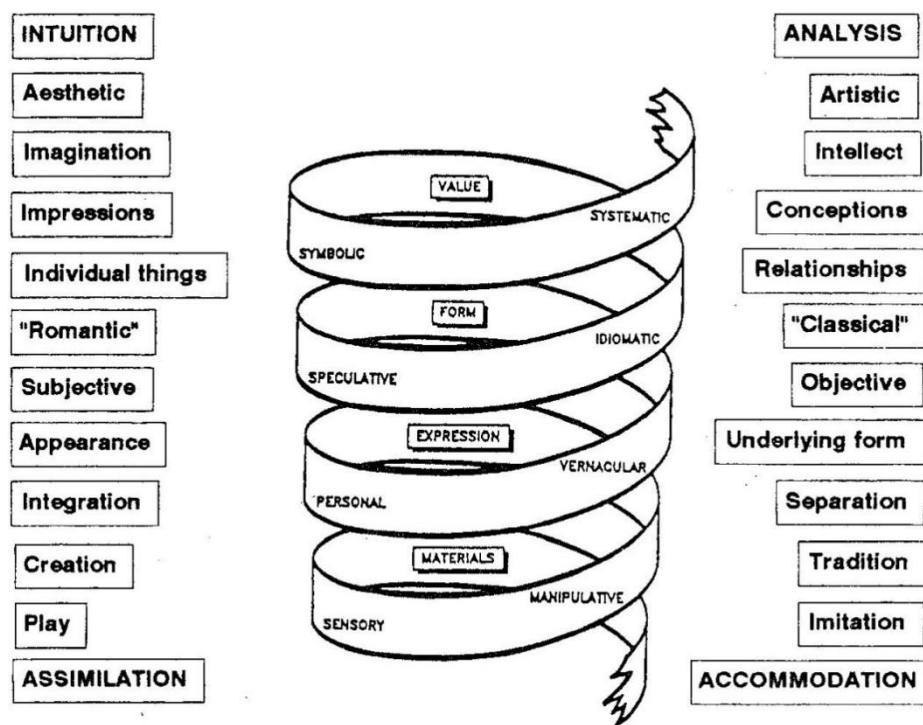 INTUITION
Aesthetic
Imagination
Impressions
Individual things
"Romantic"
Subjective
Appearance
Integration
Creation
Play
ASSIMILATION
VALUE
SYSTEMATIC
SYMBOLIC
FORM
IDIOMATIC
SPECULATIVE
EXPRESSION
VERNACULAR
PERSONAL
MATERIALS
MANIPULATIVE
SENSORY
ANALYSIS
Artistic
Intellect
Conceptions
Relationships
"Classical"
Objective
Underlying form
Separation
Tradition
Imitation
ACCOMMODATION